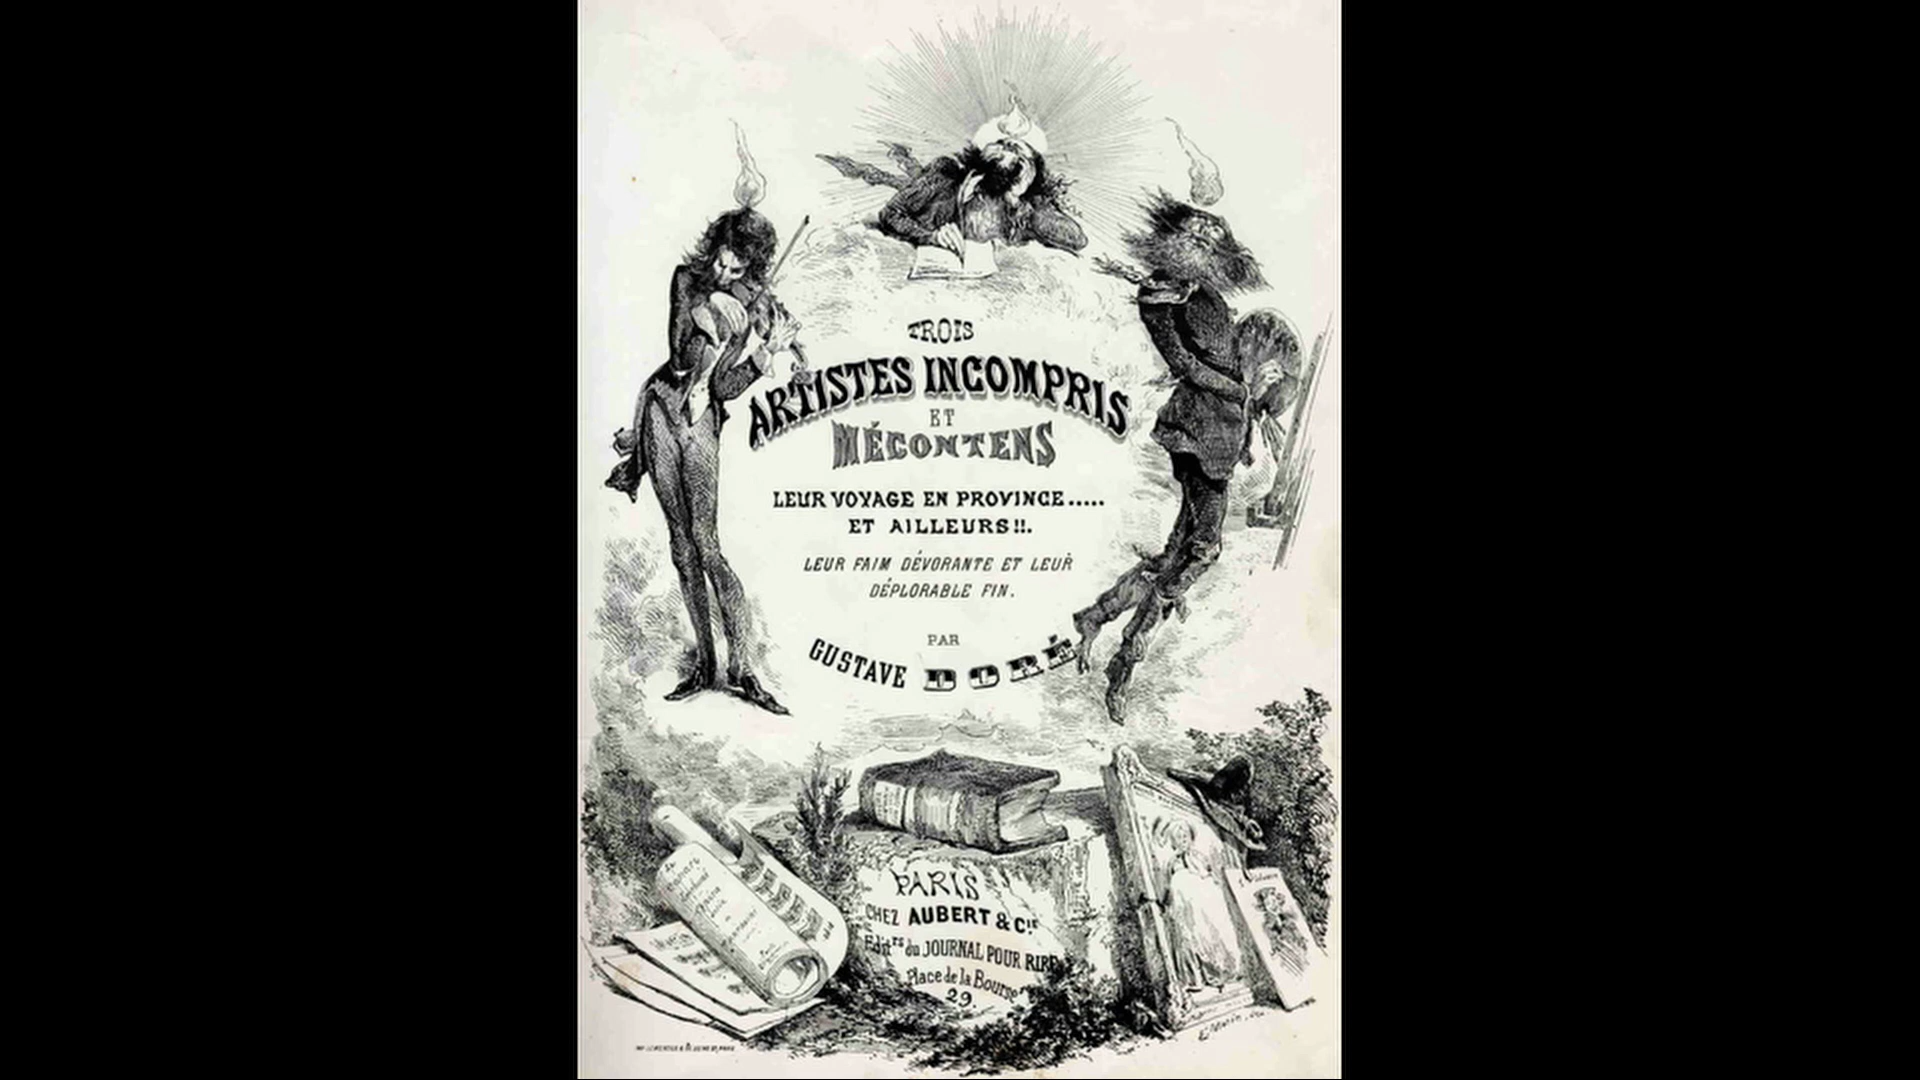 TROIS
ARTISTES INCOMPRIS
ET
MÉCONTENS
LEUR VOYAGE EN PROVINCE.....
ET AILLEURS!!.
LEUR FAIM DÉVORANTE ET LEUR
DÉPLORABLE FIN.
PAR
GUSTAVE DORÉ
PARIS
CHEZ AUBERT & Cie
Editrs du JOURNAL POUR RIRE
Place de la Bourse
29.